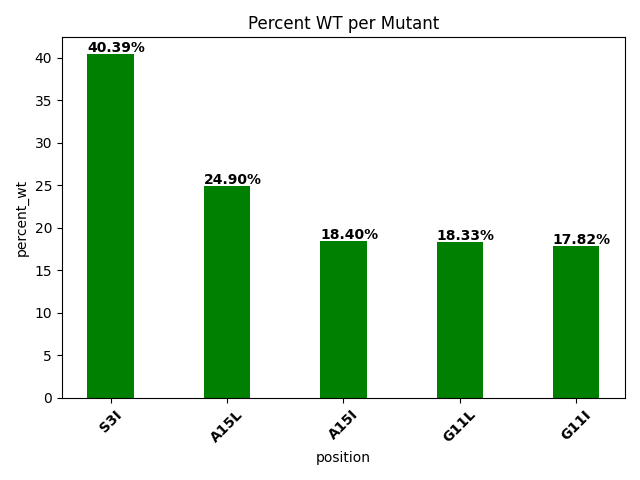 Percent WT per Mutant
40.39%
24.90%
18.40%
18.33%
17.82%
percent_wt
40
35
30
25
20
15
10
5
0
S3I
A15L
A15I
G11L
G11I
position